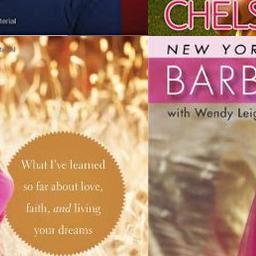 terial
CHELS
NEW YOR
BARB
with Wendy Leig
What I've learned
so far about love,
faith, and living
your dreams